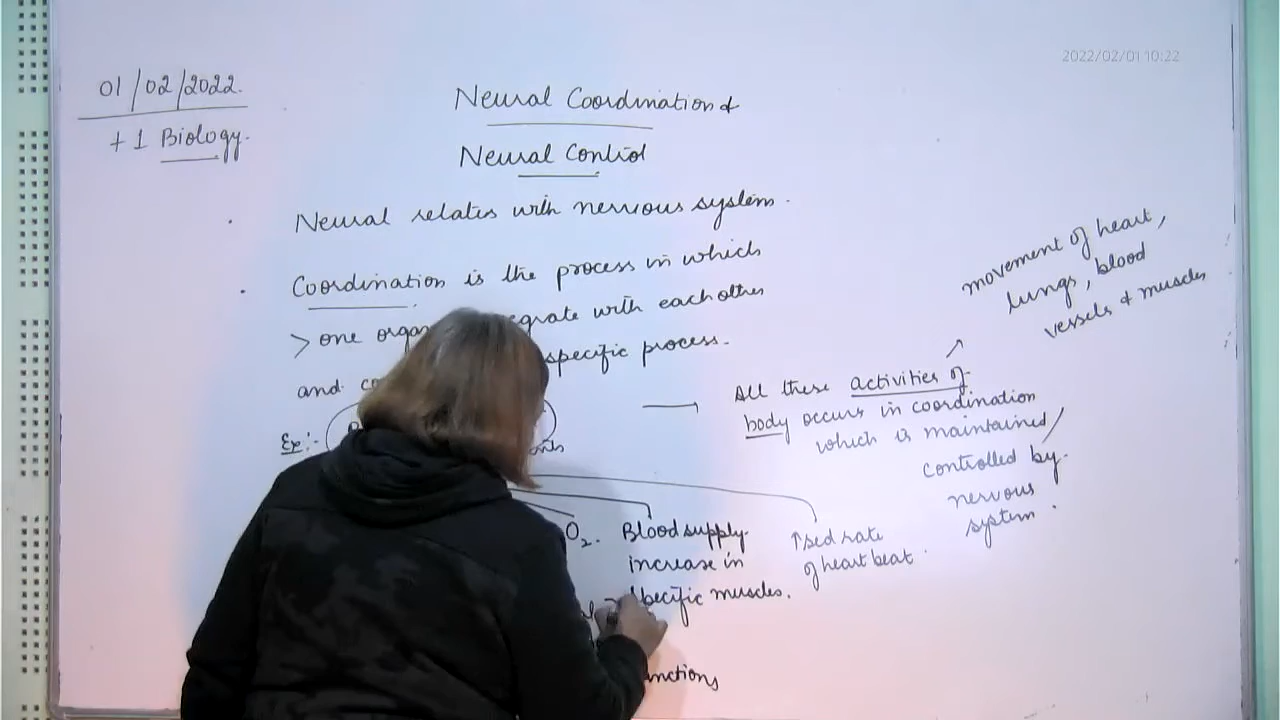 2022/02/01 10:22
01/02/2022.
+1 Biology.
Neural Coordination &
Neural Control
Neural relates with nervous system.
Coordination is the process in which
> one with each other
and specific process.
Ex:-
→ All these activities of
body occurs in coordination
which is maintained/
controlled by
nervous
system.
movement of heart,
lungs, blood
vessels & muscles
O2.
Blood supply
increase in
specific muscles.
↑sed rate
of heart beat.